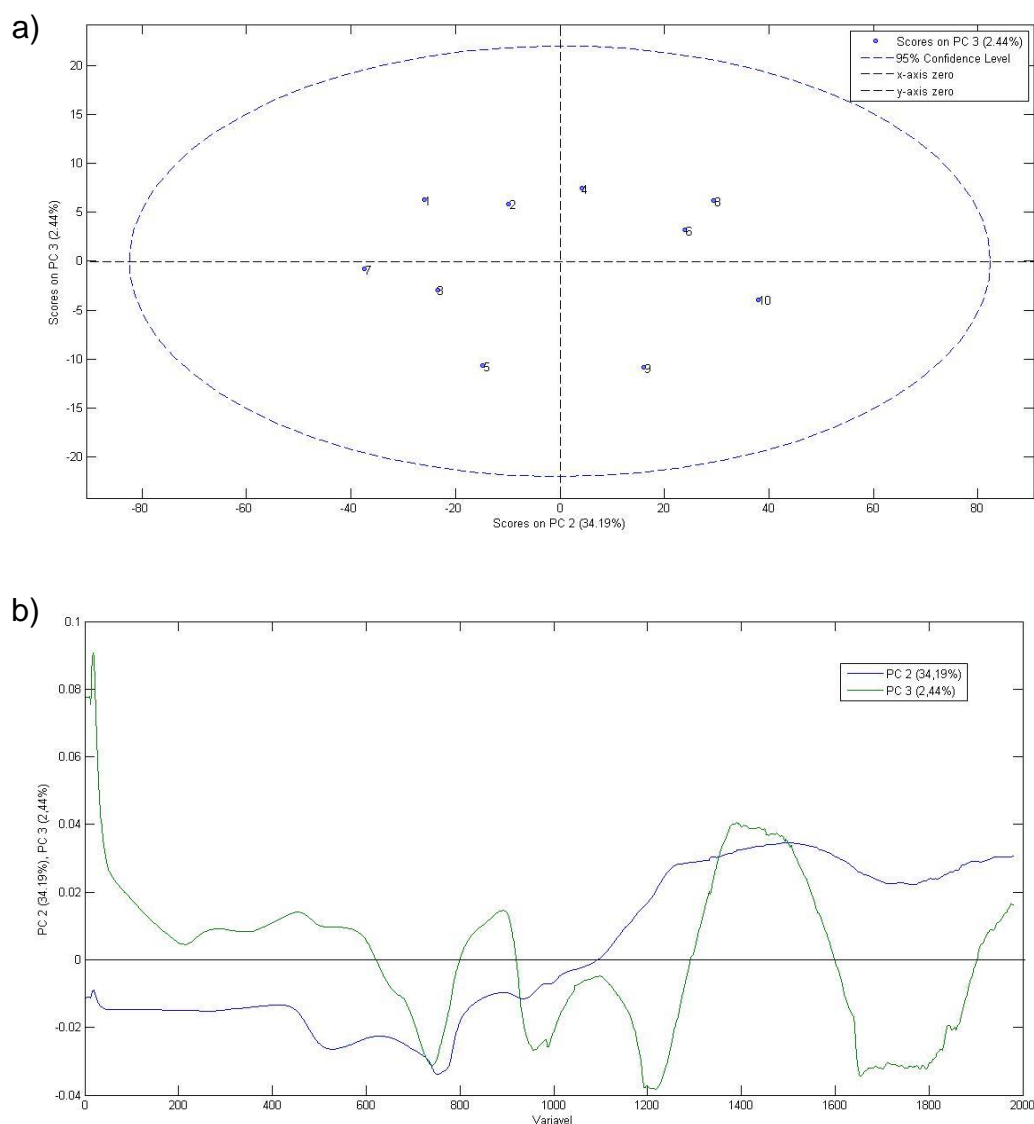 a)
Scores on PC 3 (2.44%)
95% Confidence Level
x-axis zero
y-axis zero
20
15
10
5
0
-5
-10
-15
-20
Scores on PC 3 (2.44%)
1
2
4
8
6
7
3
10
5
9
-80 -60 -40 -20 0 20 40 60 80
Scores on PC 2 (34.19%)
b)
0.1
0.08
0.06
0.04
0.02
0
-0.02
-0.04
PC 2 (34.19%), PC 3 (2,44%)
PC 2 (34,19%)
PC 3 (2,44%)
0 200 400 600 800 1000 1200 1400 1600 1800 2000
Variavel